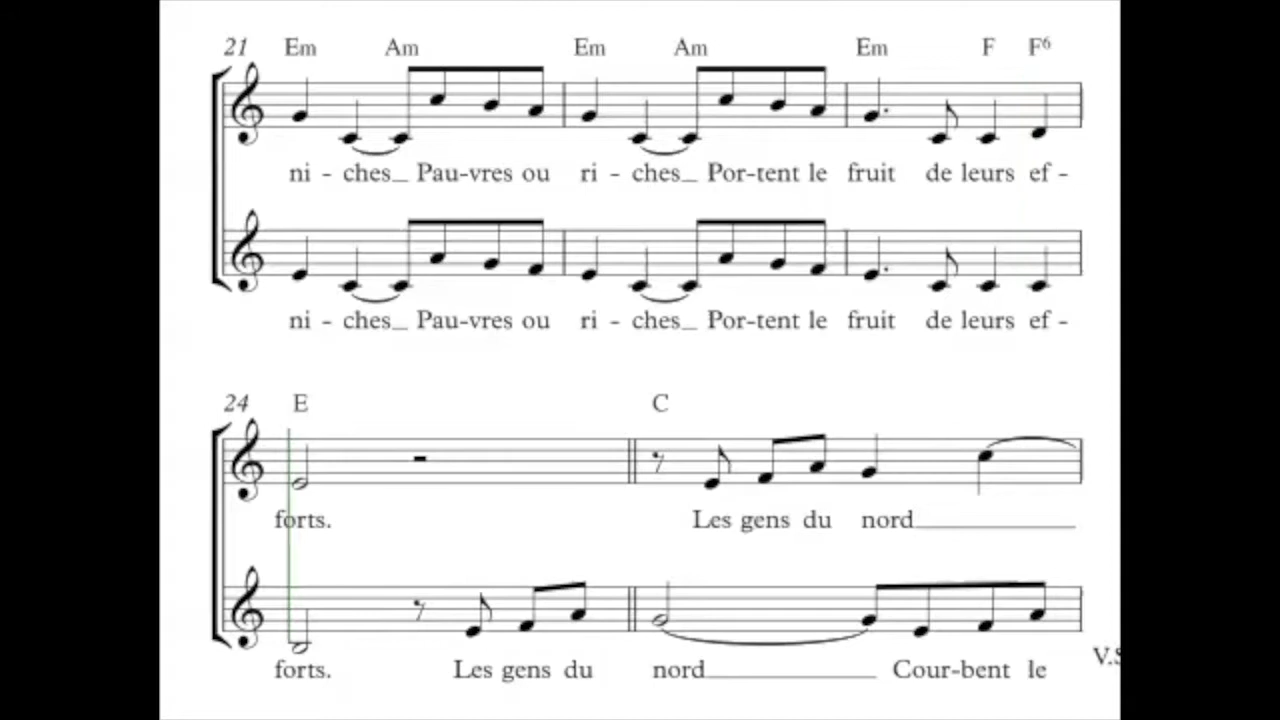 21 Em Am Em Am Em F F⁶
ni - ches_ Pau-vres ou ri - ches_ Por-tent le fruit de leurs ef -
ni - ches_ Pau-vres ou ri - ches_ Por-tent le fruit de leurs ef -
24 E C
forts. Les gens du nord
forts. Les gens du nord Cour-bent le
V.S